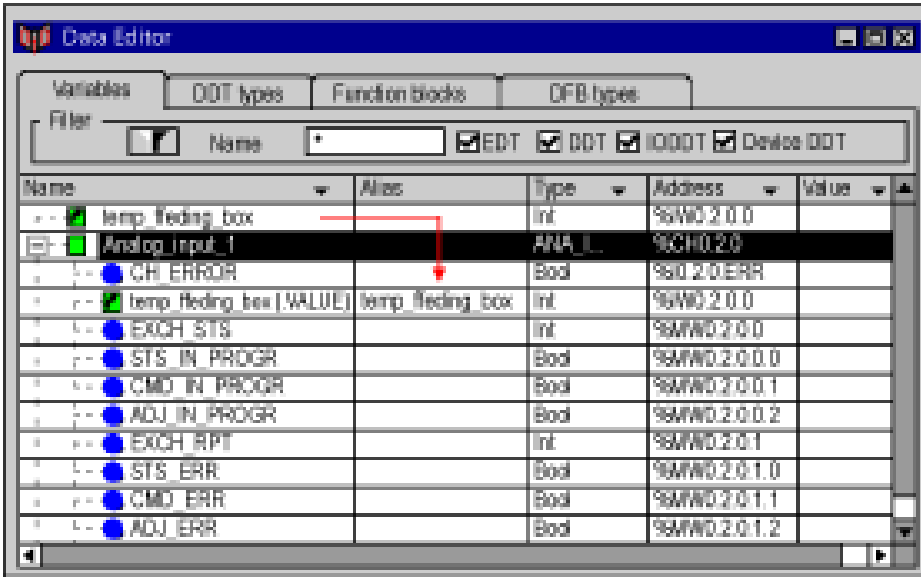 Data Editor
Variables DDT types Function blocks DFB types
Filter
Name * EDT DDT IODDT Device DDT
Name Alias Type Address Value
temp_ffeding_box Int %IW0.2.0.0
Analog_input_1 ANA_I... %CH0.2.0
CH_ERROR Bool %I0.2.0.ERR
temp_ffeding_box (.VALUE) temp_ffeding_box Int %IW0.2.0.0
EXCH_STS Int %MW0.2.0.0
STS_IN_PROGR Bool %MW0.2.0.0.0
CMD_IN_PROGR Bool %MW0.2.0.0.1
ADJ_IN_PROGR Bool %MW0.2.0.0.2
EXCH_RPT Int %MW0.2.0.1
STS_ERR Bool %MW0.2.0.1.0
CMD_ERR Bool %MW0.2.0.1.1
ADJ_ERR Bool %MW0.2.0.1.2